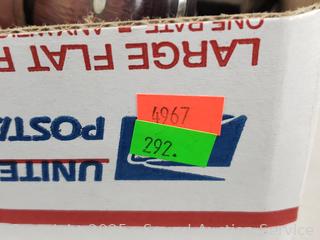 LARGE FLAT R
ONE RATE
4967
292.
POSTA
UNITE